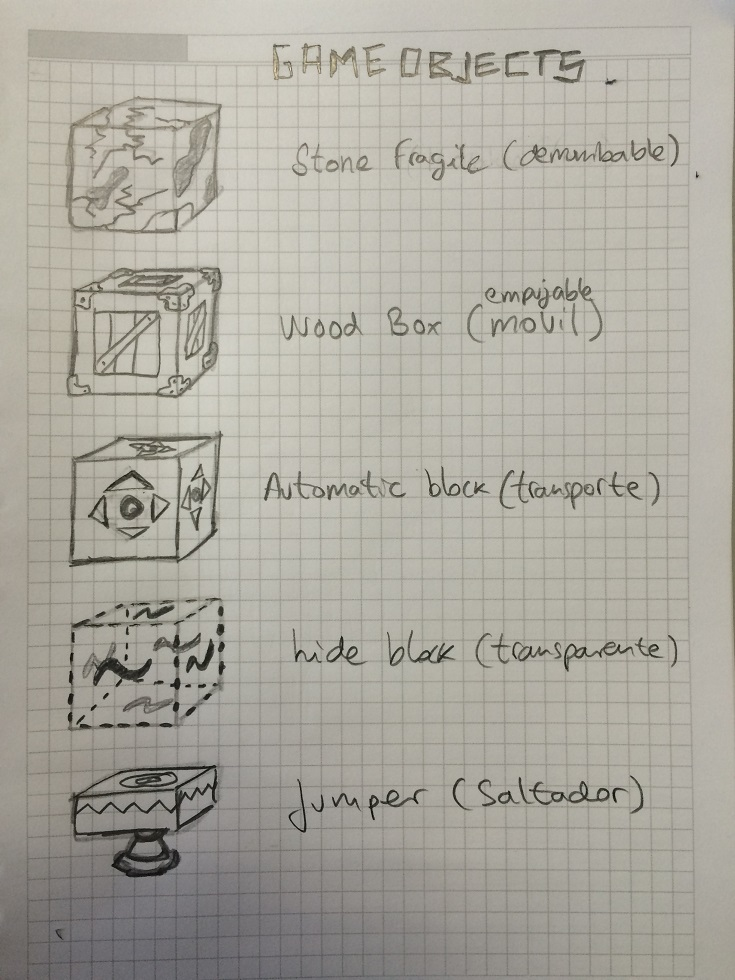 GAME OBJECTS.
Stone Fragile (derrumbable)
empujable
Wood Box (movil)
Automatic block (transporte)
hide block (transparente)
Jumper (Saltador)